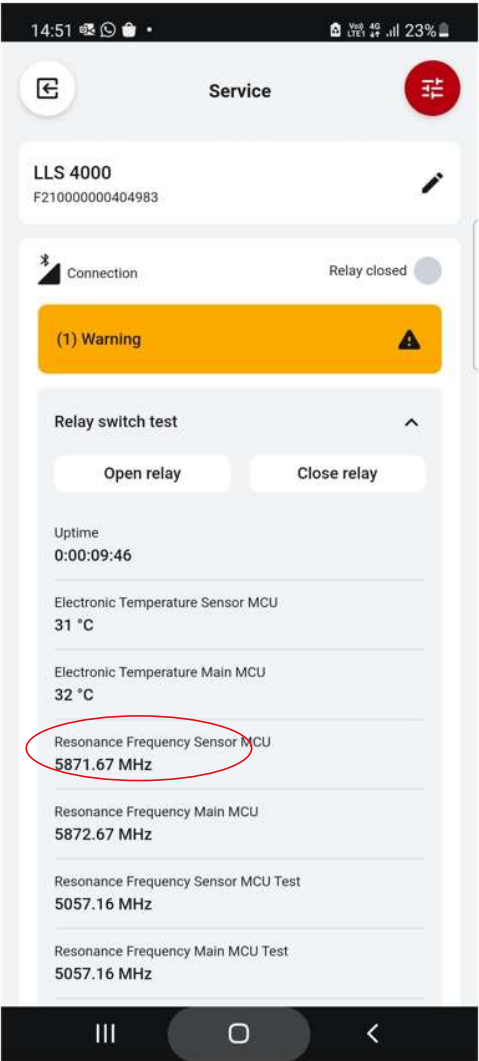 14:51
Vo)) 4G 23%
LTE1
Service
LLS 4000
F210000000404983
Connection Relay closed
(1) Warning
Relay switch test
Open relay Close relay
Uptime
0:00:09:46
Electronic Temperature Sensor MCU
31 °C
Electronic Temperature Main MCU
32 °C
Resonance Frequency Sensor MCU
5871.67 MHz
Resonance Frequency Main MCU
5872.67 MHz
Resonance Frequency Sensor MCU Test
5057.16 MHz
Resonance Frequency Main MCU Test
5057.16 MHz